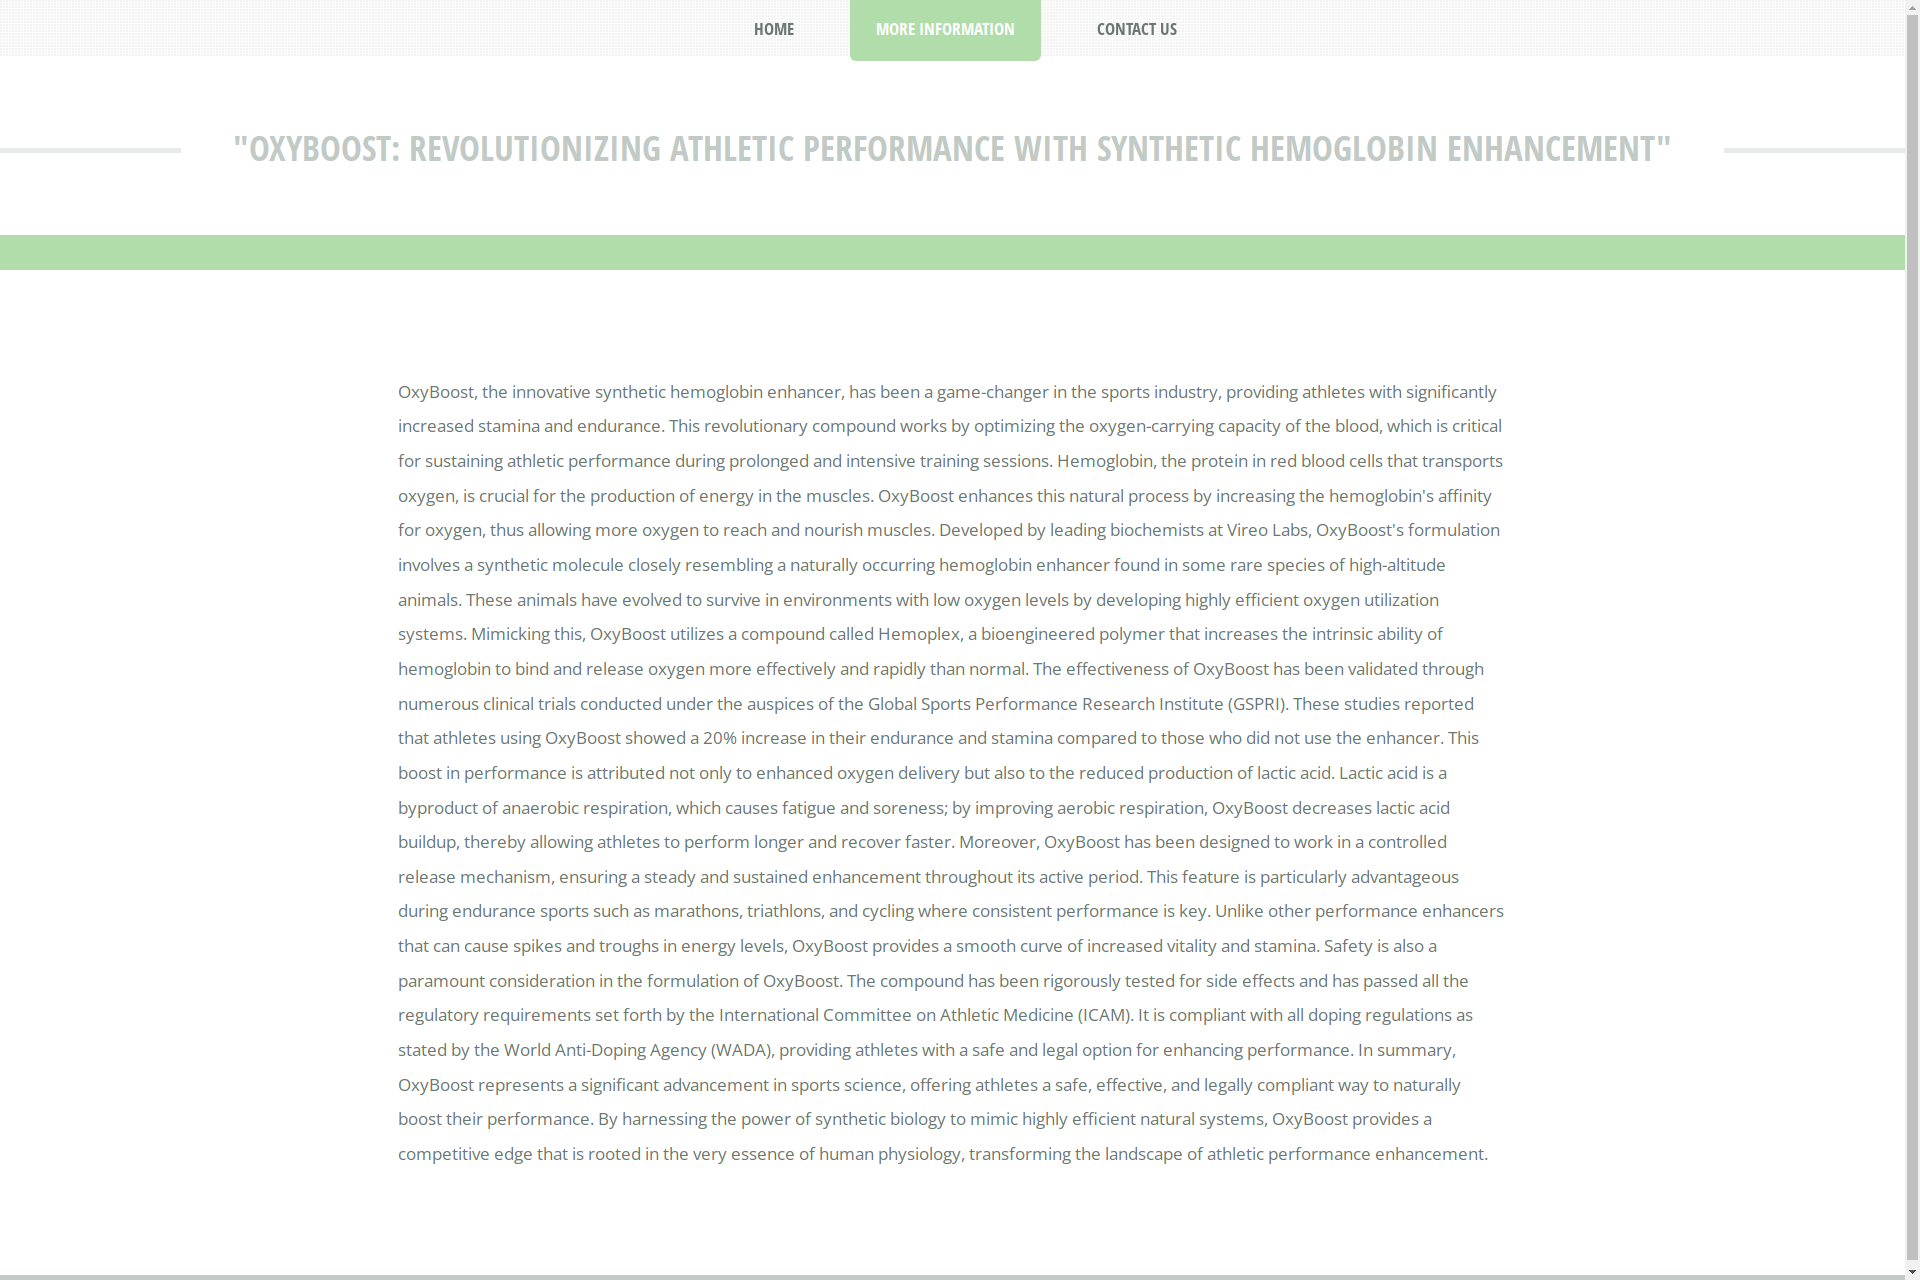 HOME
MORE INFORMATION
CONTACT US
"OXYBOOST: REVOLUTIONIZING ATHLETIC PERFORMANCE WITH SYNTHETIC HEMOGLOBIN ENHANCEMENT"
OxyBoost, the innovative synthetic hemoglobin enhancer, has been a game-changer in the sports industry, providing athletes with significantly
increased stamina and endurance. This revolutionary compound works by optimizing the oxygen-carrying capacity of the blood, which is critical
for sustaining athletic performance during prolonged and intensive training sessions. Hemoglobin, the protein in red blood cells that transports
oxygen, is crucial for the production of energy in the muscles. OxyBoost enhances this natural process by increasing the hemoglobin's affinity
for oxygen, thus allowing more oxygen to reach and nourish muscles. Developed by leading biochemists at Vireo Labs, OxyBoost's formulation
involves a synthetic molecule closely resembling a naturally occurring hemoglobin enhancer found in some rare species of high-altitude
animals. These animals have evolved to survive in environments with low oxygen levels by developing highly efficient oxygen utilization
systems. Mimicking this, OxyBoost utilizes a compound called Hemoplex, a bioengineered polymer that increases the intrinsic ability of
hemoglobin to bind and release oxygen more effectively and rapidly than normal. The effectiveness of OxyBoost has been validated through
numerous clinical trials conducted under the auspices of the Global Sports Performance Research Institute (GSPRI). These studies reported
that athletes using OxyBoost showed a 20% increase in their endurance and stamina compared to those who did not use the enhancer. This
boost in performance is attributed not only to enhanced oxygen delivery but also to the reduced production of lactic acid. Lactic acid is a
byproduct of anaerobic respiration, which causes fatigue and soreness; by improving aerobic respiration, OxyBoost decreases lactic acid
buildup, thereby allowing athletes to perform longer and recover faster. Moreover, OxyBoost has been designed to work in a controlled
release mechanism, ensuring a steady and sustained enhancement throughout its active period. This feature is particularly advantageous
during endurance sports such as marathons, triathlons, and cycling where consistent performance is key. Unlike other performance enhancers
that can cause spikes and troughs in energy levels, OxyBoost provides a smooth curve of increased vitality and stamina. Safety is also a
paramount consideration in the formulation of OxyBoost. The compound has been rigorously tested for side effects and has passed all the
regulatory requirements set forth by the International Committee on Athletic Medicine (ICAM). It is compliant with all doping regulations as
stated by the World Anti-Doping Agency (WADA), providing athletes with a safe and legal option for enhancing performance. In summary,
OxyBoost represents a significant advancement in sports science, offering athletes a safe, effective, and legally compliant way to naturally
boost their performance. By harnessing the power of synthetic biology to mimic highly efficient natural systems, OxyBoost provides a
competitive edge that is rooted in the very essence of human physiology, transforming the landscape of athletic performance enhancement.